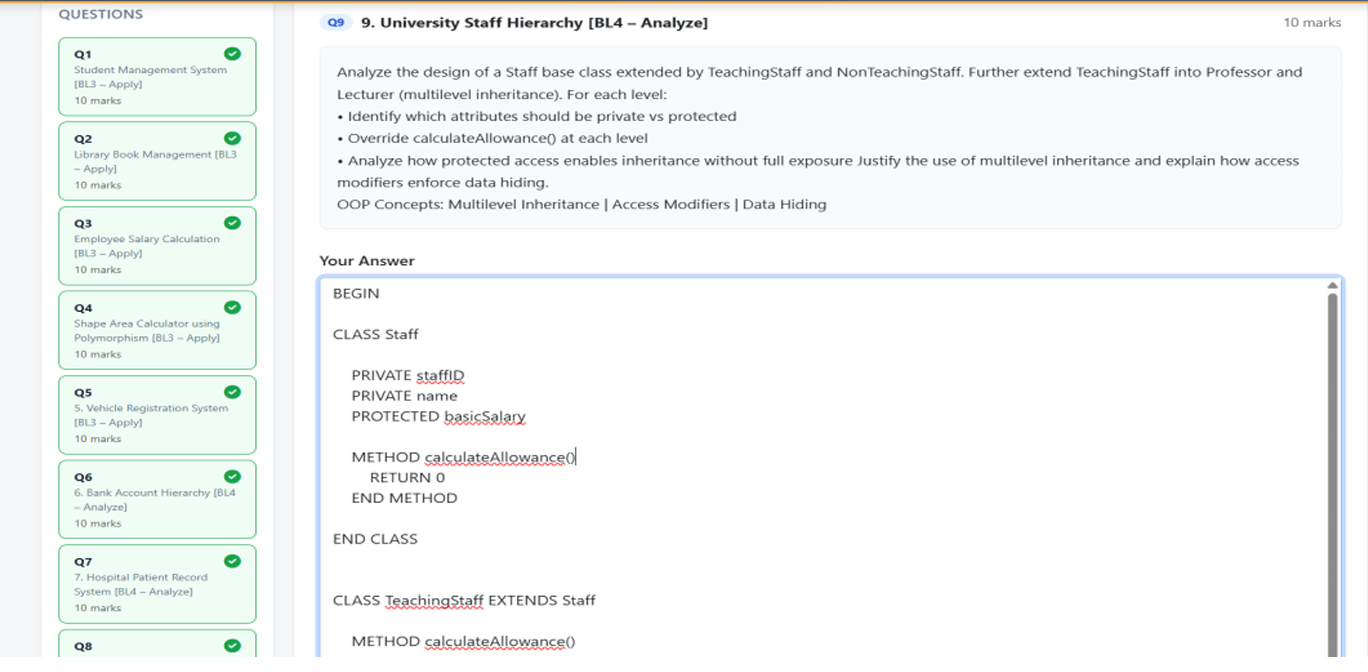 QUESTIONS
Q1
Student Management System
[BL3 – Apply]
10 marks
Q2
Library Book Management [BL3
– Apply]
10 marks
Q3
Employee Salary Calculation
[BL3 – Apply]
10 marks
Q4
Shape Area Calculator using
Polymorphism [BL3 – Apply]
10 marks
Q5
5. Vehicle Registration System
[BL3 – Apply]
10 marks
Q6
6. Bank Account Hierarchy [BL4
– Analyze]
10 marks
Q7
7. Hospital Patient Record
System [BL4 – Analyze]
10 marks
Q8
Q9 9. University Staff Hierarchy [BL4 – Analyze] 10 marks
Analyze the design of a Staff base class extended by TeachingStaff and NonTeachingStaff. Further extend TeachingStaff into Professor and
Lecturer (multilevel inheritance). For each level:
• Identify which attributes should be private vs protected
• Override calculateAllowance() at each level
• Analyze how protected access enables inheritance without full exposure Justify the use of multilevel inheritance and explain how access
modifiers enforce data hiding.
OOP Concepts: Multilevel Inheritance | Access Modifiers | Data Hiding
Your Answer
BEGIN
CLASS Staff
PRIVATE staffID
PRIVATE name
PROTECTED basicSalary
METHOD calculateAllowance()
RETURN 0
END METHOD
END CLASS
CLASS TeachingStaff EXTENDS Staff
METHOD calculateAllowance()